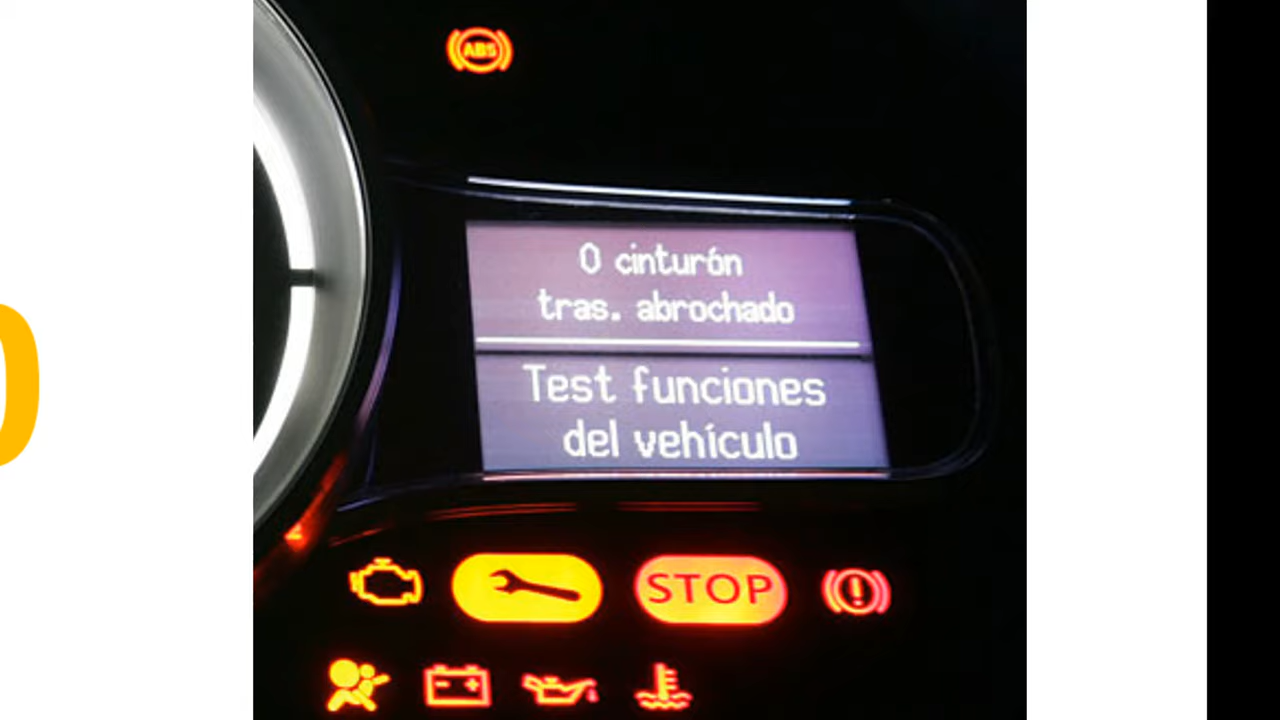 ABS
0 cinturón
tras. abrochado
Test funciones
del vehículo
STOP